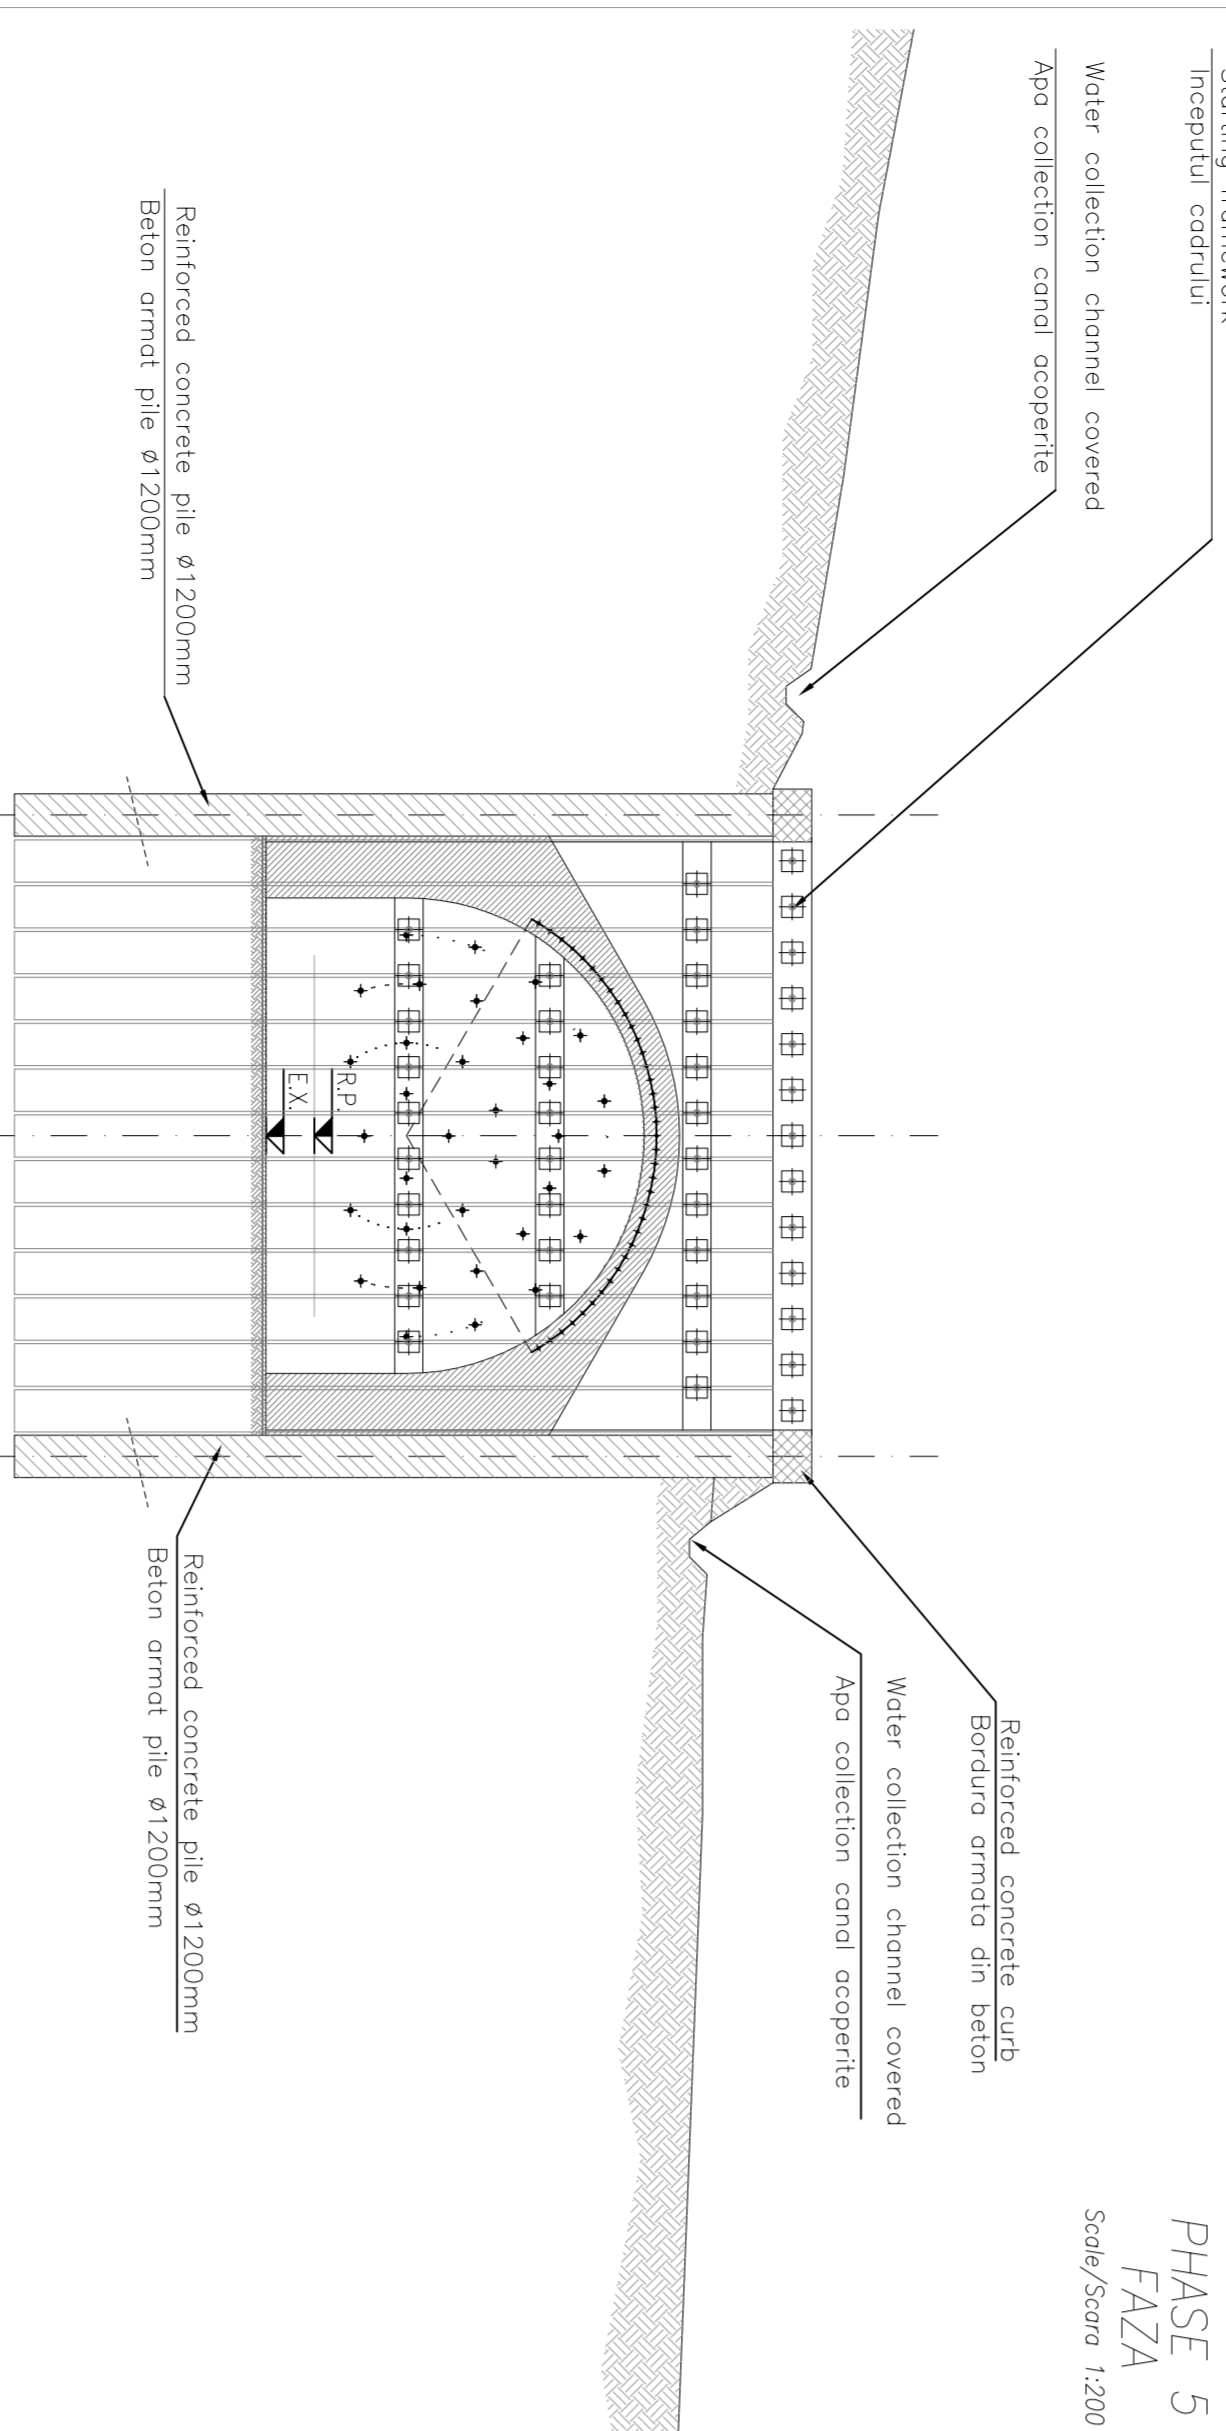 PHASE 5
FAZA
Scale/Scara 1:200
Inceputul cadrului
Water collection channel covered
Apa collection canal acoperite
Reinforced concrete curb
Bordura armata din beton
Water collection channel covered
Apa collection canal acoperite
R.P.
E.X.
Reinforced concrete pile Ø1200mm
Beton armat pile Ø1200mm
Reinforced concrete pile Ø1200mm
Beton armat pile Ø1200mm